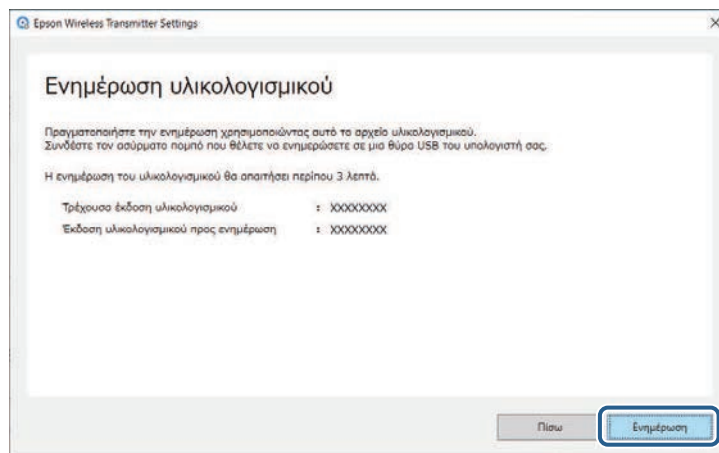 Epson Wireless Transmitter Settings
Ενημέρωση υλικολογισμικού
Πραγματοποιήστε την ενημέρωση χρησιμοποιώντας αυτό το αρχείο υλικολογισμικού.
Συνδέστε τον ασύρματο πομπό που θέλετε να ενημερώσετε σε μια θύρα USB του υπολογιστή σας.
Η ενημέρωση του υλικολογισμικού θα απαιτήσει περίπου 3 λεπτά.
Τρέχουσα έκδοση υλικολογισμικού : XXXXXXXX
Έκδοση υλικολογισμικού προς ενημέρωση : XXXXXXXX
Πίσω Ενημέρωση